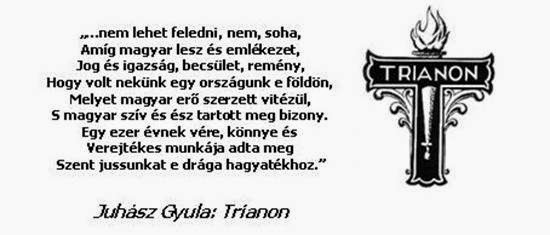 „...nem lehet feledni, nem, soha,
Amíg magyar lesz és emlékezet,
Jog és igazság, becsület, remény,
Hogy volt nekünk egy országunk e földön,
Melyet magyar erő szerzett vitézül,
S magyar szív és ész tartott meg bizony.
Egy ezer évnek vére, könnye és
Verejtékes munkája adta meg
Szent jussunkat e drága hagyatékhoz.”
Juhász Gyula: Trianon
TRIANON